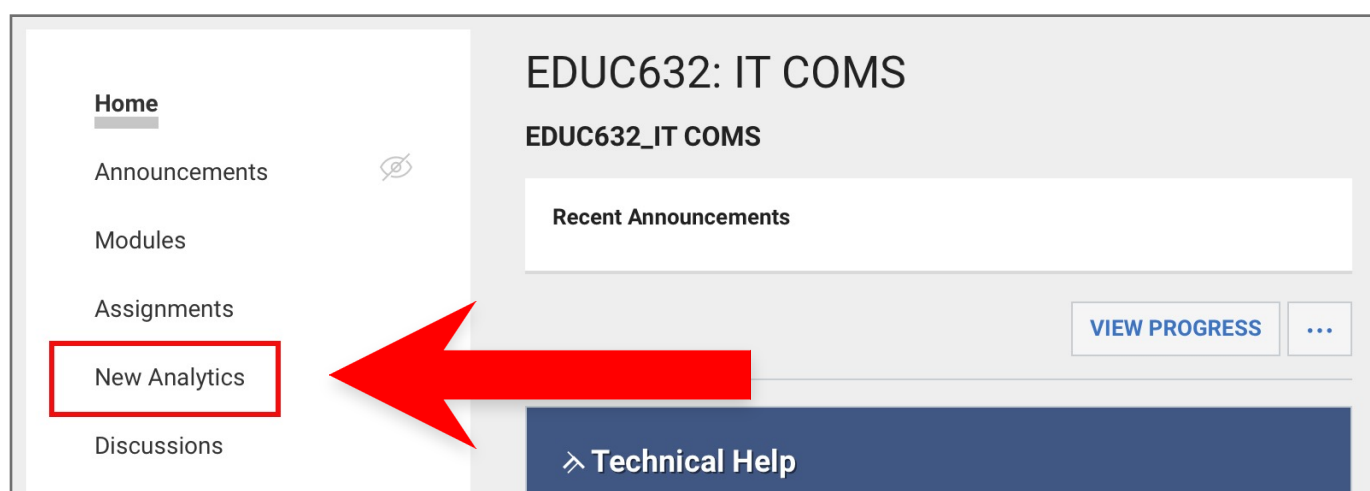 Home
Announcements
Modules
Assignments
New Analytics
Discussions
EDUC632: IT COMS
EDUC632_IT COMS
Recent Announcements
VIEW PROGRESS
...
Technical Help